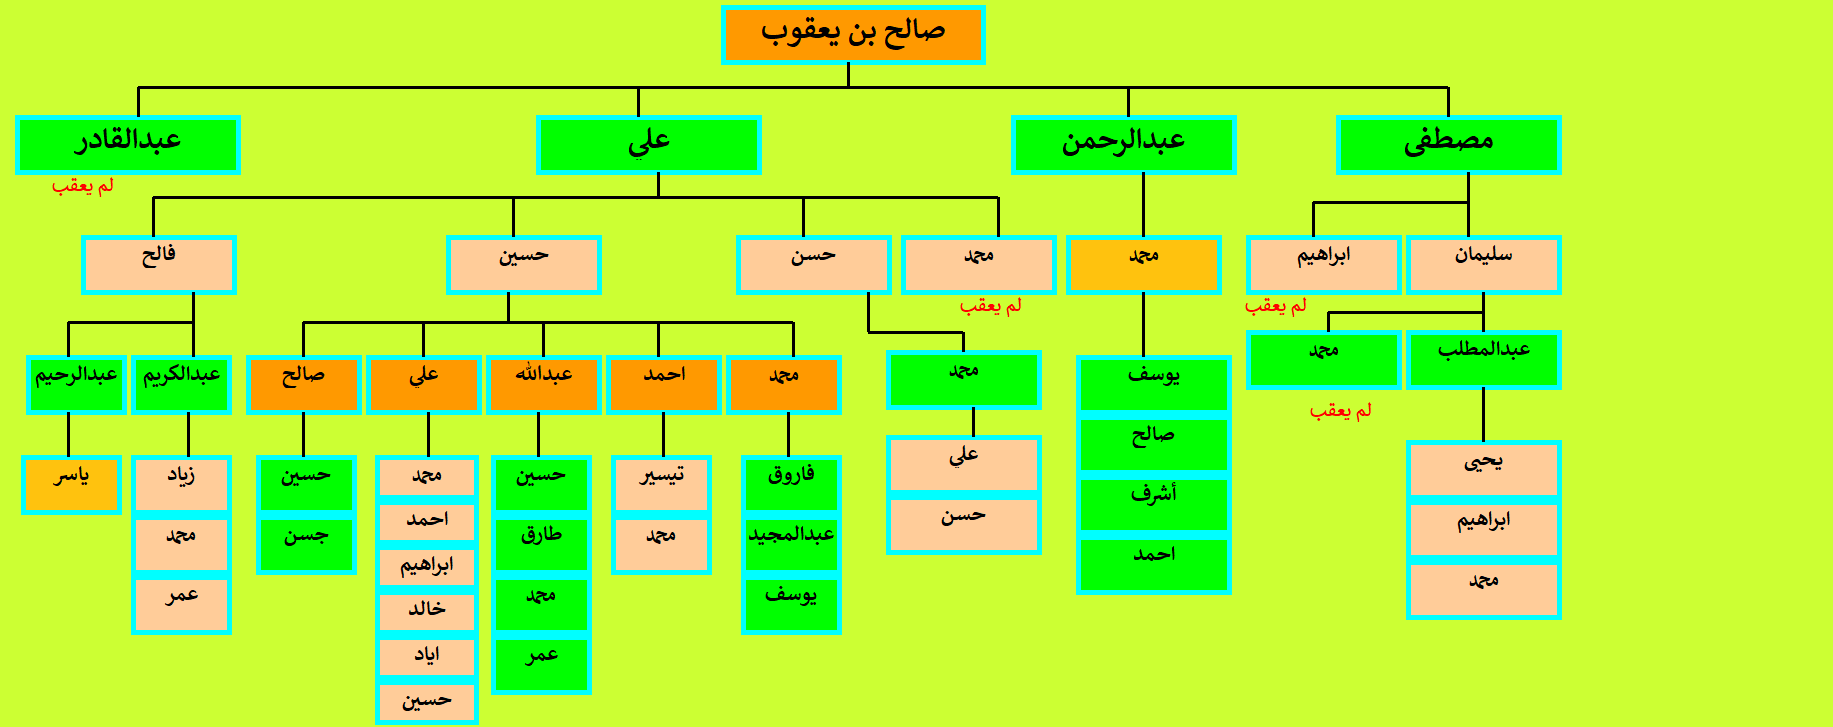 صالح بن يعقوب
مصطفى
عبدالرحمن
علي
عبدالقادر
لم يعقب
سليمان
ابراهيم
محمد
محمد
حسن
حسين
فالح
لم يعقب
لم يعقب
عبدالمطلب
محمد
يوسف
محمد
محمد
احمد
عبدالله
علي
صالح
عبدالكريم
عبدالرحيم
لم يعقب
يحيى
ابراهيم
محمد
صالح
أشرف
احمد
علي
حسن
فاروق
عبدالمجيد
يوسف
تيسير
محمد
حسين
طارق
محمد
عمر
محمد
احمد
ابراهيم
خالد
اياد
حسين
حسين
جسن
زياد
محمد
عمر
ياسر